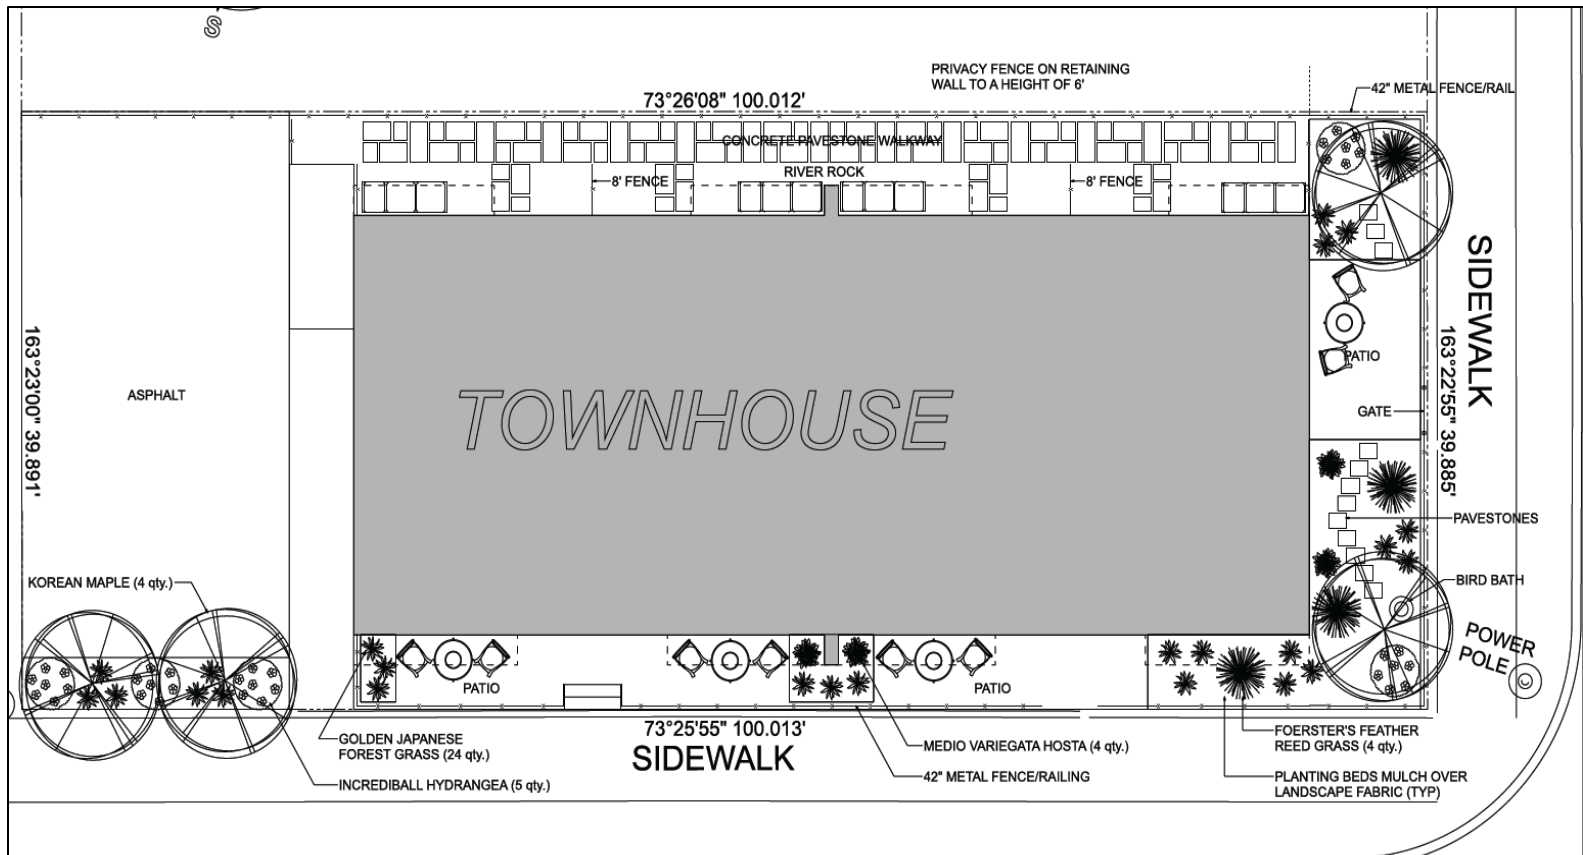 S
PRIVACY FENCE ON RETAINING
WALL TO A HEIGHT OF 6'
73°26'08" 100.012'
42" METAL FENCE/RAIL
CONCRETE PAVESTONE WALKWAY
RIVER ROCK
8' FENCE
8' FENCE
SIDEWALK
163°23'00" 39.891'
163°22'55" 39.885'
PATIO
ASPHALT
TOWNHOUSE
GATE
PAVESTONES
KOREAN MAPLE (4 qty.)
BIRD BATH
POWER
POLE
PATIO
PATIO
73°25'55" 100.013'
SIDEWALK
GOLDEN JAPANESE
FOREST GRASS (24 qty.)
INCREDIBALL HYDRANGEA (5 qty.)
MEDIO VARIEGATA HOSTA (4 qty.)
42" METAL FENCE/RAILING
FOERSTER'S FEATHER
REED GRASS (4 qty.)
PLANTING BEDS MULCH OVER
LANDSCAPE FABRIC (TYP)